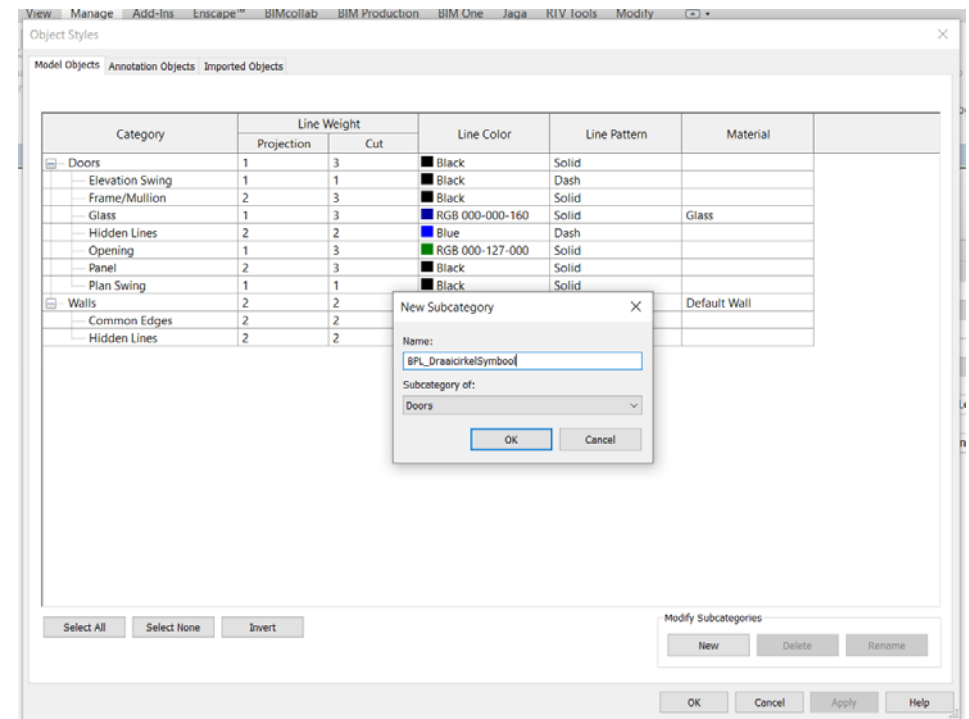 View Manage Add-Ins Enscape™ BIMcollab BIM Production BIM One Jaga RTV Tools Modify
Object Styles
Model Objects Annotation Objects Imported Objects
Category Line Weight Line Color Line Pattern Material
Projection Cut
Doors 1 3 Black Solid
Elevation Swing 1 1 Black Dash
Frame/Mullion 2 3 Black Solid
Glass 1 3 RGB 000-000-160 Solid Glass
Hidden Lines 2 2 Blue Dash
Opening 1 3 RGB 000-127-000 Solid
Panel 2 3 Black Solid
Plan Swing 1 1 Black Solid
Walls 2 2 Default Wall
Common Edges 2 2
Hidden Lines 2 2
New Subcategory
Name:
BPL_DraaicirkelSymbool
Subcategory of:
Doors
OK Cancel
Select All Select None Invert
Modify Subcategories
New Delete Rename
OK Cancel Apply Help